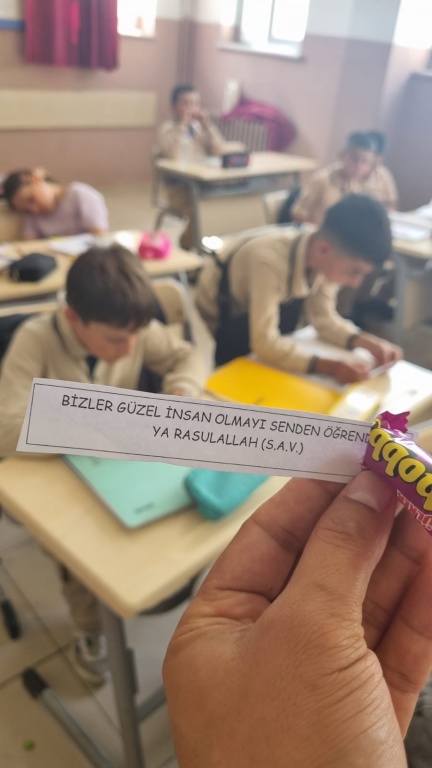 BİZLER GÜZEL İNSAN OLMAYI SENDEN
YA RASULALLAH (S.A.V.)